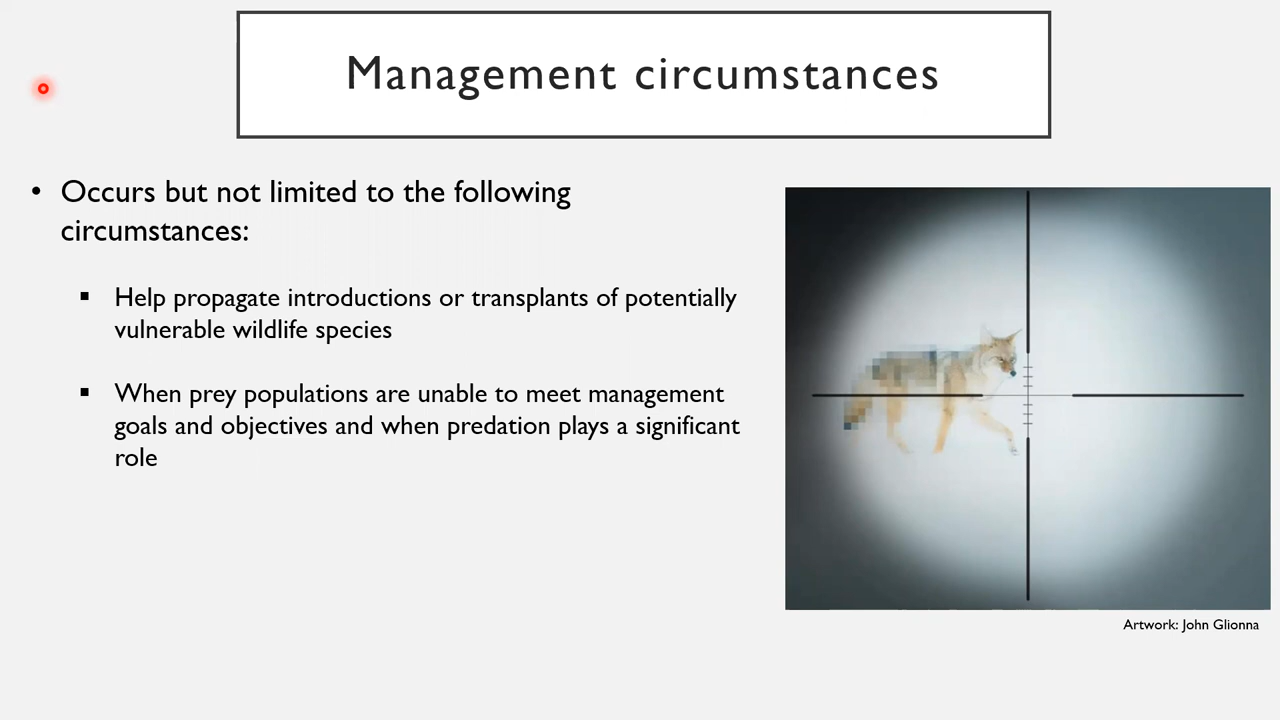 Management circumstances
• Occurs but not limited to the following
circumstances:
▪ Help propagate introductions or transplants of potentially
vulnerable wildlife species
▪ When prey populations are unable to meet management
goals and objectives and when predation plays a significant
role
Artwork: John Glionna